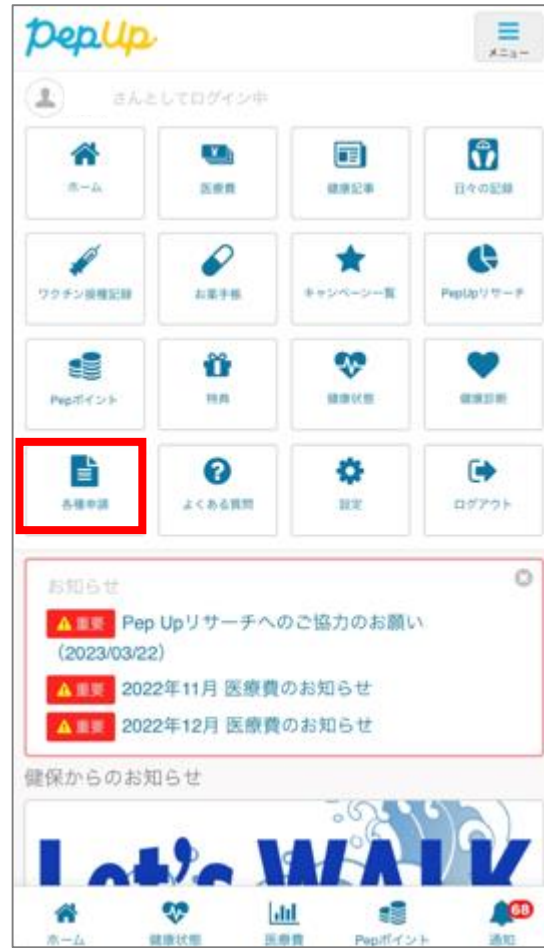 PepUp
メニュー
さんとしてログイン中
ホーム
医療費
健康記事
日々の記録
ワクチン接種記録
お薬手帳
キャンペーン一覧
PepUpリサーチ
Pepポイント
特典
健康状態
健康診断
各種申請
よくある質問
設定
ログアウト
お知らせ
重要 Pep Upリサーチへのご協力のお願い
（2023/03/22）
重要 2022年11月 医療費のお知らせ
重要 2022年12月 医療費のお知らせ
健保からのお知らせ
Let's WALK
ホーム
健康状態
医療費
Pepポイント
68
通知